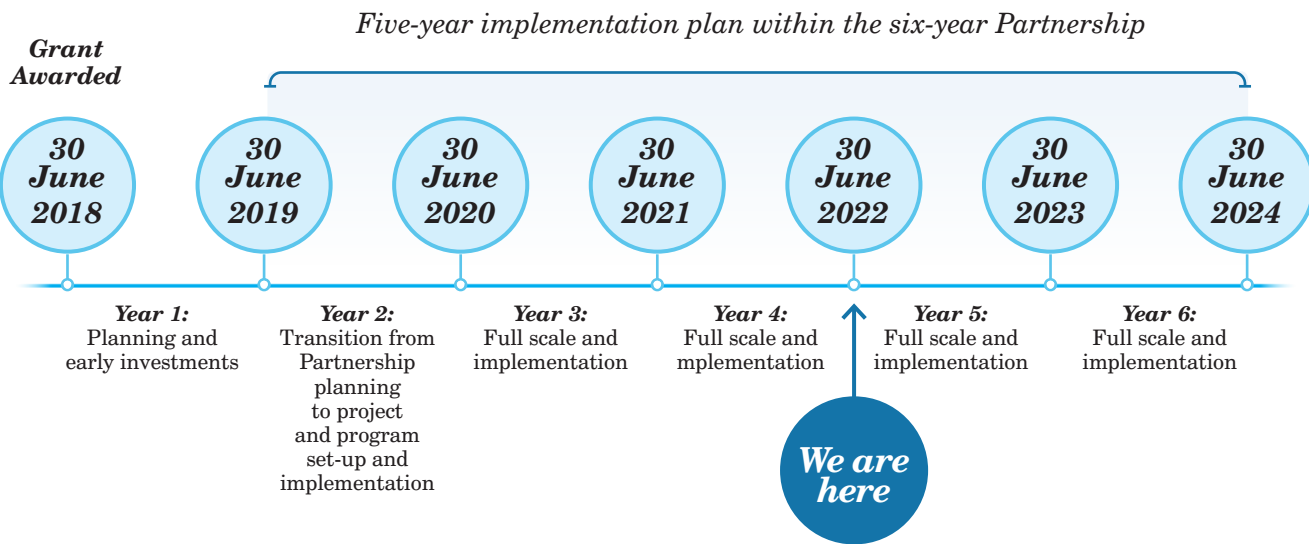 Five-year implementation plan within the six-year Partnership
Grant
Awarded
30
June
2018
30
June
2019
30
June
2020
30
June
2021
30
June
2022
30
June
2023
30
June
2024
Year 1:
Planning and
early investments
Year 2:
Transition from
Partnership
planning
to project
and program
set-up and
implementation
Year 3:
Full scale and
implementation
Year 4:
Full scale and
mplementation
Year 5:
Full scale and
implementation
Year 6:
Full scale and
implementation
We are
here